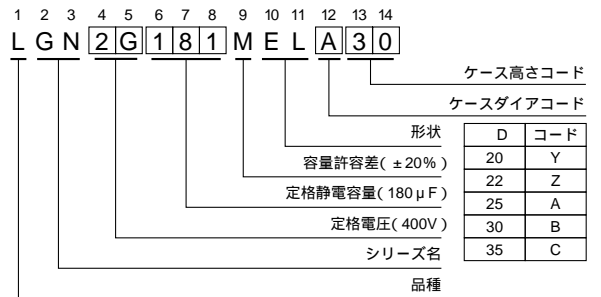 1 2 3 4 5 6 7 8 9 10 11 12 13 14
L G N 2 G 1 8 1 M E L A 3 0
ケース高さコード
ケースダイアコード
形状
容量許容差( ±20% )
定格静電容量( 180 μ F )
定格電圧( 400V )
シリーズ名
品種
D コード
20 Y
22 Z
25 A
30 B
35 C